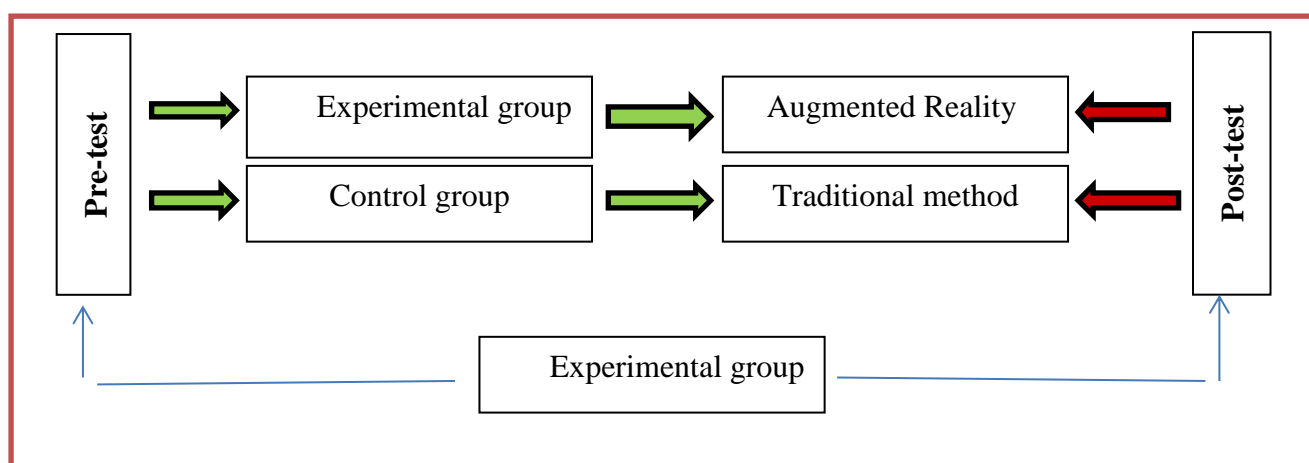 Pre-test
Experimental group
Augmented Reality
Control group
Traditional method
Post-test
Experimental group